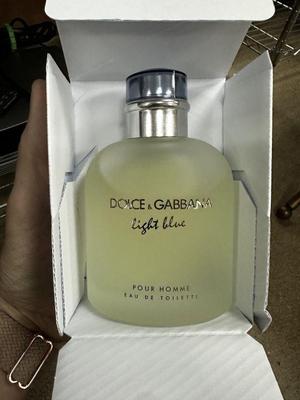 DOLCE & GABBANA
light blue
POUR HOMME
EAU DE TOILETTE